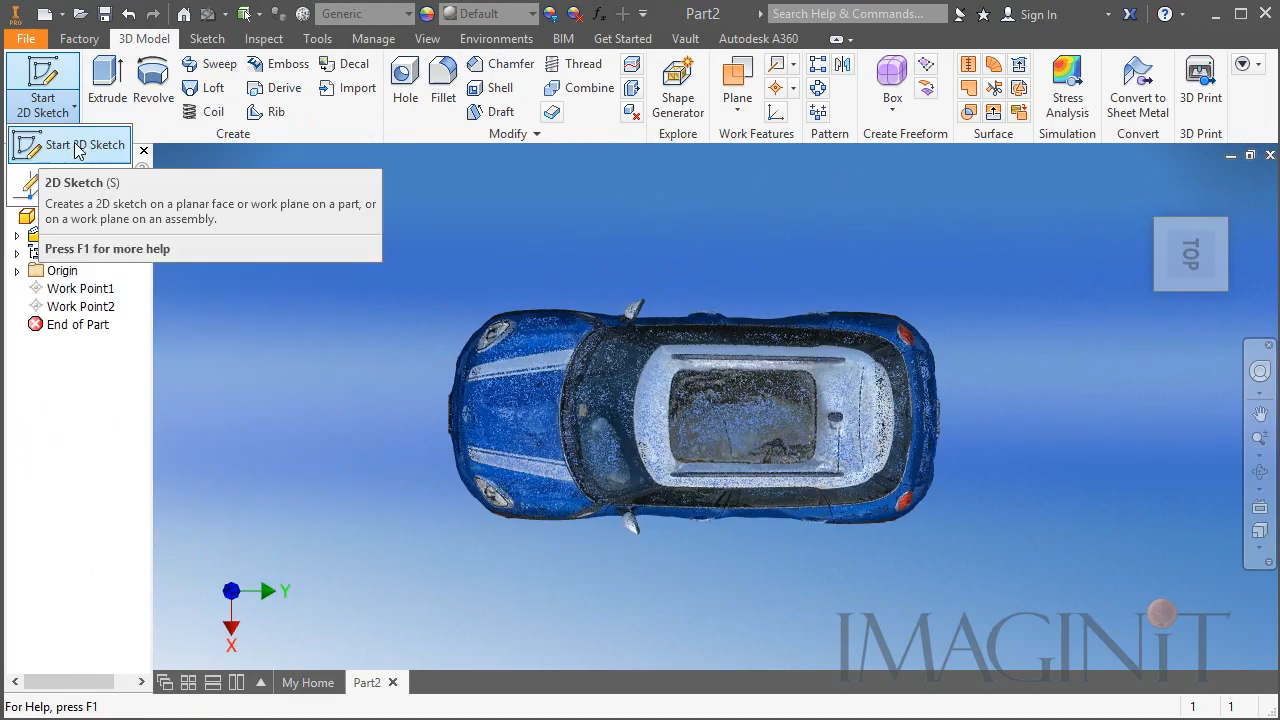 PRO
Generic
Default
Part2
Search Help & Commands...
Sign In
File
Factory
3D Model
Sketch
Inspect
Tools
Manage
View
Environments
BIM
Get Started
Vault
Autodesk A360
Start
2D Sketch
Extrude
Revolve
Sweep
Emboss
Decal
Loft
Derive
Import
Coil
Rib
Create
Hole
Fillet
Chamfer
Thread
Shell
Combine
Draft
Modify
Shape
Generator
Explore
Plane
Work Features
Pattern
Box
Create Freeform
Surface
Stress
Analysis
Simulation
Convert to
Sheet Metal
Convert
3D Print
3D Print
Start 2D Sketch
2D Sketch (S)
Creates a 2D sketch on a planar face or work plane on a part, or
on a work plane on an assembly.
Press F1 for more help
Origin
Work Point1
Work Point2
End of Part
TOP
Y
X
IMAGINiT
My Home
Part2
For Help, press F1
1
1